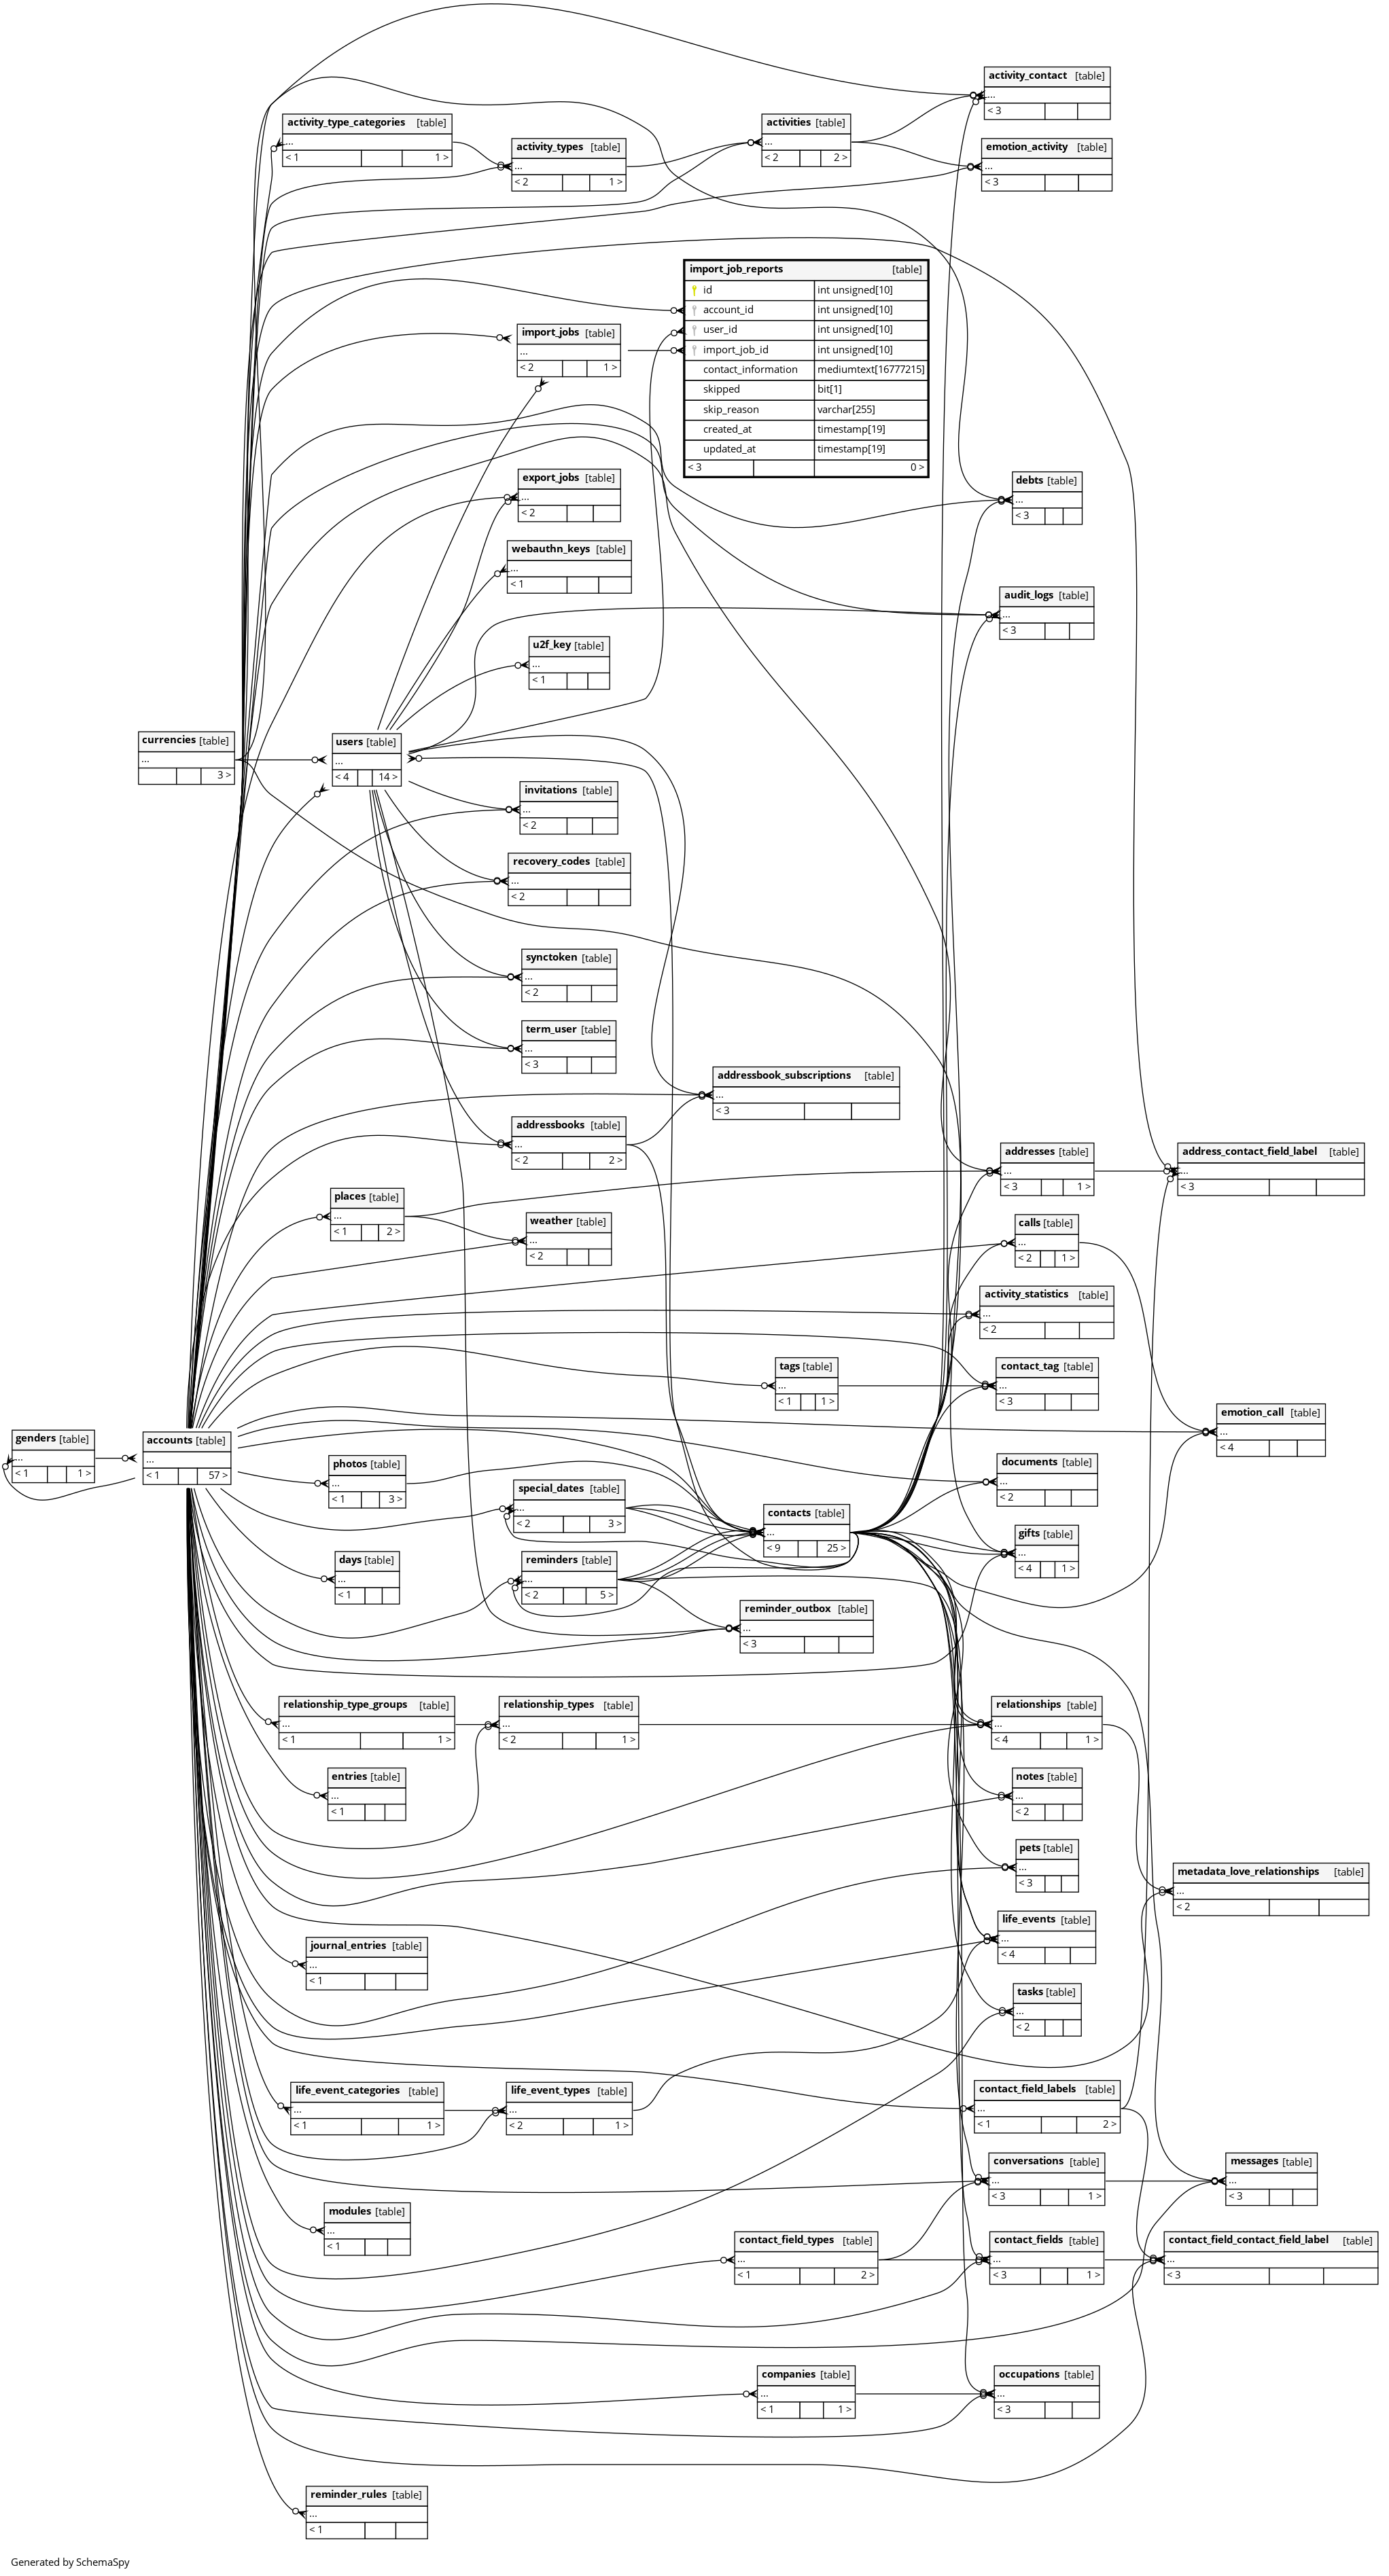 activity_contact [table]
...
< 3
activity_type_categories [table]
...
< 1 1 >
activities [table]
...
< 2 2 >
activity_types [table]
...
< 2 1 >
emotion_activity [table]
...
< 3
import_job_reports [table]
id int unsigned[10]
account_id int unsigned[10]
user_id int unsigned[10]
import_job_id int unsigned[10]
contact_information mediumtext[16777215]
skipped bit[1]
skip_reason varchar[255]
created_at timestamp[19]
updated_at timestamp[19]
< 3 0 >
import_jobs [table]
...
< 2 1 >
export_jobs [table]
...
< 2
debts [table]
...
< 3
webauthn_keys [table]
...
< 1
audit_logs [table]
...
< 3
u2f_key [table]
...
< 1
currencies [table]
...
3 >
users [table]
...
< 4 14 >
invitations [table]
...
< 2
recovery_codes [table]
...
< 2
synctoken [table]
...
< 2
term_user [table]
...
< 3
addressbook_subscriptions [table]
...
< 3
addressbooks [table]
...
< 2 2 >
addresses [table]
...
< 3 1 >
address_contact_field_label [table]
...
< 3
places [table]
...
< 1 2 >
weather [table]
...
< 2
calls [table]
...
< 2 1 >
activity_statistics [table]
...
< 2
tags [table]
...
< 1 1 >
contact_tag [table]
...
< 3
emotion_call [table]
...
< 4
genders [table]
...
< 1 1 >
accounts [table]
...
< 1 57 >
photos [table]
...
< 1 3 >
documents [table]
...
< 2
special_dates [table]
...
< 2 3 >
contacts [table]
...
< 9 25 >
gifts [table]
...
< 4 1 >
days [table]
...
< 1
reminders [table]
...
< 2 5 >
reminder_outbox [table]
...
< 3
relationship_type_groups [table]
...
< 1 1 >
relationship_types [table]
...
< 2 1 >
relationships [table]
...
< 4 1 >
entries [table]
...
< 1
notes [table]
...
< 2
pets [table]
...
< 3
metadata_love_relationships [table]
...
< 2
life_events [table]
...
< 4
journal_entries [table]
...
< 1
tasks [table]
...
< 2
life_event_categories [table]
...
< 1 1 >
life_event_types [table]
...
< 2 1 >
contact_field_labels [table]
...
< 1 2 >
conversations [table]
...
< 3 1 >
messages [table]
...
< 3
modules [table]
...
< 1
contact_field_types [table]
...
< 1 2 >
contact_fields [table]
...
< 3 1 >
contact_field_contact_field_label [table]
...
< 3
companies [table]
...
< 1 1 >
occupations [table]
...
< 3
reminder_rules [table]
...
< 1
Generated by SchemaSpy